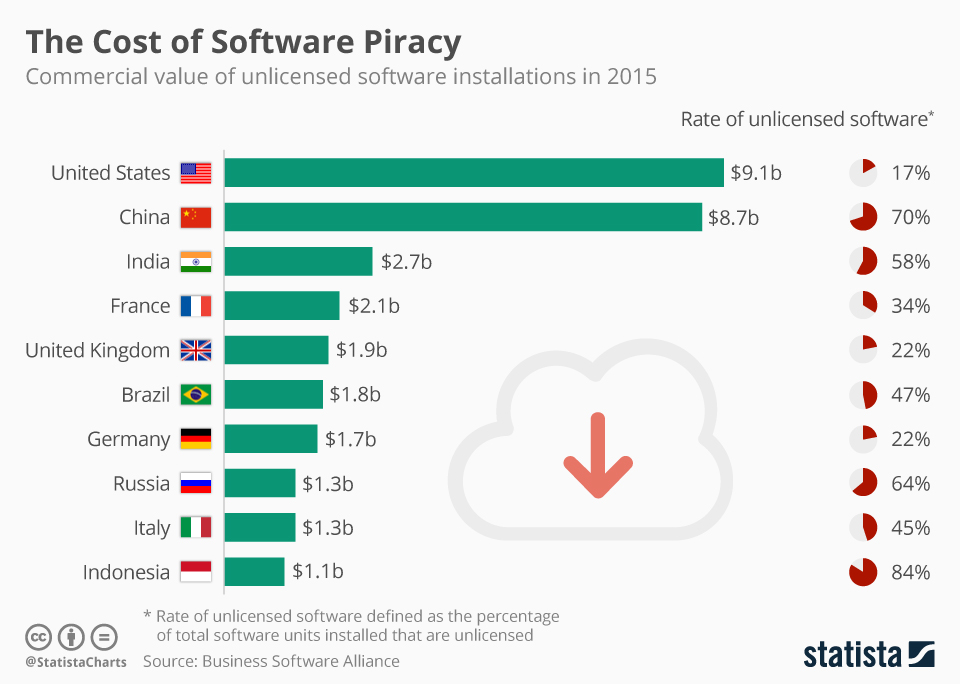 The Cost of Software Piracy
Commercial value of unlicensed software installations in 2015
Rate of unlicensed software*
United States $9.1b 17%
China $8.7b 70%
India $2.7b 58%
France $2.1b 34%
United Kingdom $1.9b 22%
Brazil $1.8b 47%
Germany $1.7b 22%
Russia $1.3b 64%
Italy $1.3b 45%
Indonesia $1.1b 84%
* Rate of unlicensed software defined as the percentage
of total software units installed that are unlicensed
cc
@StatistaCharts Source: Business Software Alliance
statista